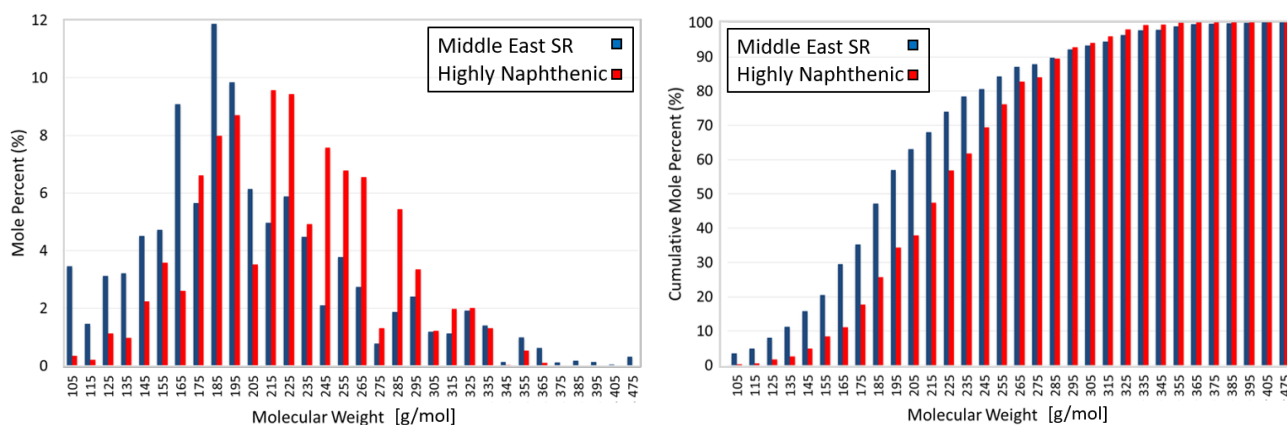 12
10
8
6
4
2
0
Mole Percent (%)
Middle East SR
Highly Naphthenic
105 115 125 135 145 155 165 175 185 195 205 215 225 235 245 255 265 275 285 295 305 315 325 335 345 355 365 375 385 395 405 475
Molecular Weight [g/mol]
100
90
80
70
60
50
40
30
20
10
0
Cumulative Mole Percent (%)
Middle East SR
Highly Naphthenic
105 115 125 135 145 155 165 175 185 195 205 215 225 235 245 255 265 275 285 295 305 315 325 335 345 355 365 375 385 395 405 475
Molecular Weight [g/mol]